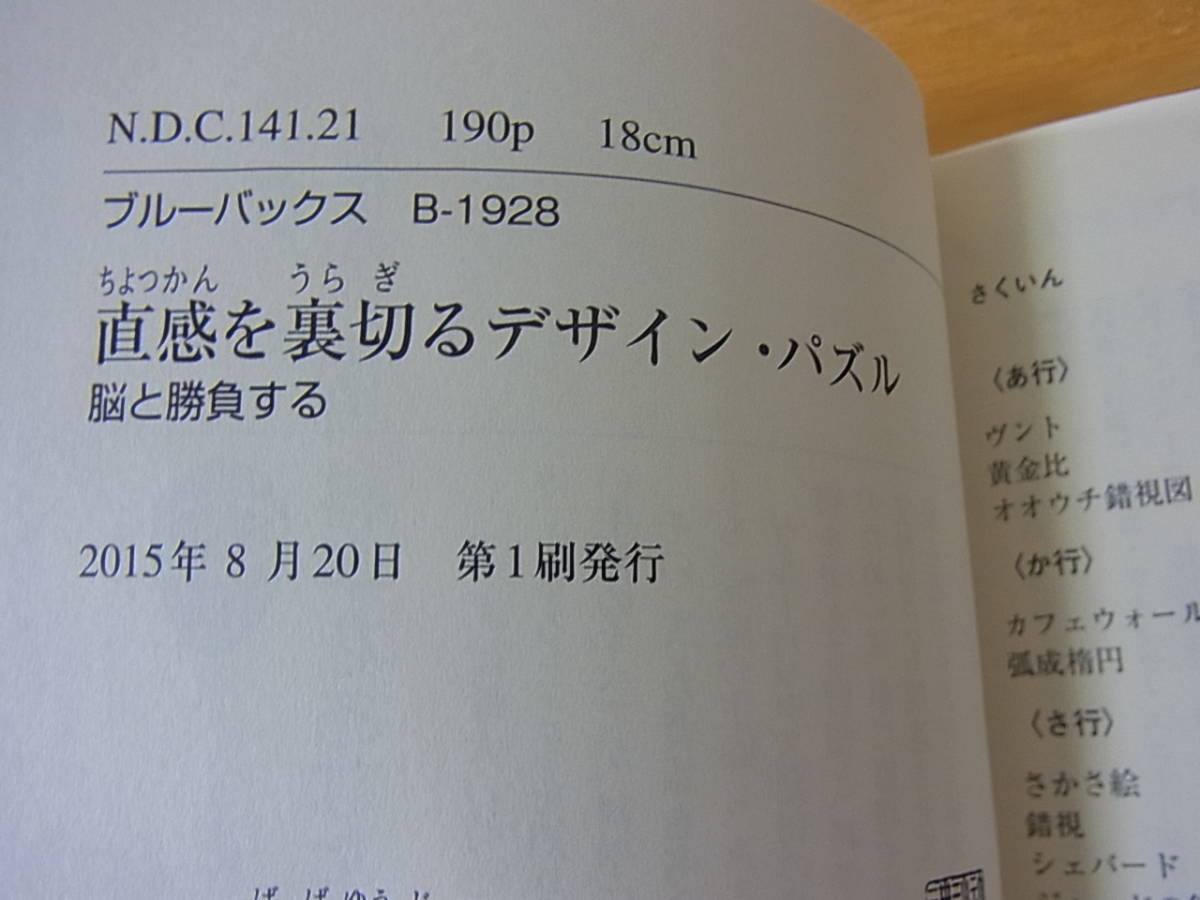 N.D.C.141.21 190p 18cm
ブルーバックス B-1928
ちよつかん うら ぎ
直感を裏切るデザイン・パズル
脳と勝負する
2015年 8 月20日 第1刷発行
さくいん
〈あ行〉
ヴント
黄金比
オオウチ錯視図
〈か行〉
カフェウォール
弧成楕円
〈さ行〉
さかさ絵
錯視
シェパード